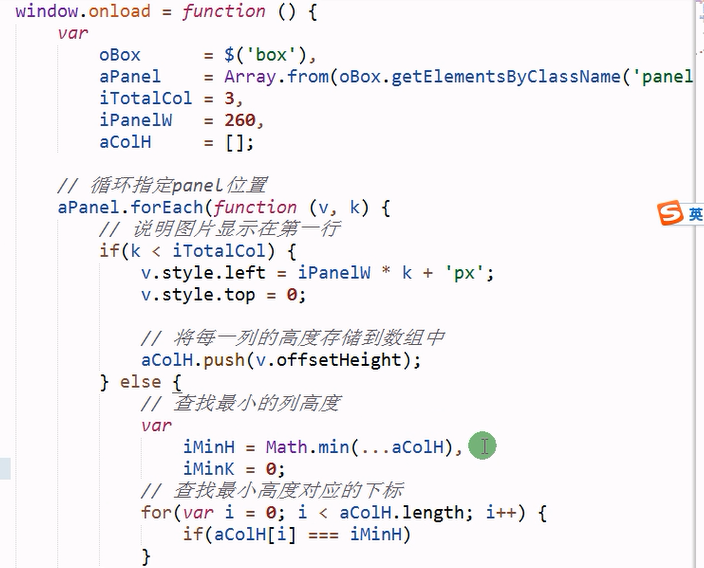 window.onload = function () {
    var
        oBox      = $('box'),
        aPanel    = Array.from(oBox.getElementsByClassName('panel
        iTotalCol = 3,
        iPanelW   = 260,
        aColH     = [];

    // 循环指定panel位置
    aPanel.forEach(function (v, k) {
        // 说明图片显示在第一行
        if(k < iTotalCol) {
            v.style.left = iPanelW * k + 'px';
            v.style.top = 0;

            // 将每一列的高度存储到数组中
            aColH.push(v.offsetHeight);
        } else {
            // 查找最小的列高度
            var
                iMinH = Math.min(...aColH),
                iMinK = 0;
            // 查找最小高度对应的下标
            for(var i = 0; i < aColH.length; i++) {
                if(aColH[i] === iMinH)
            }
英